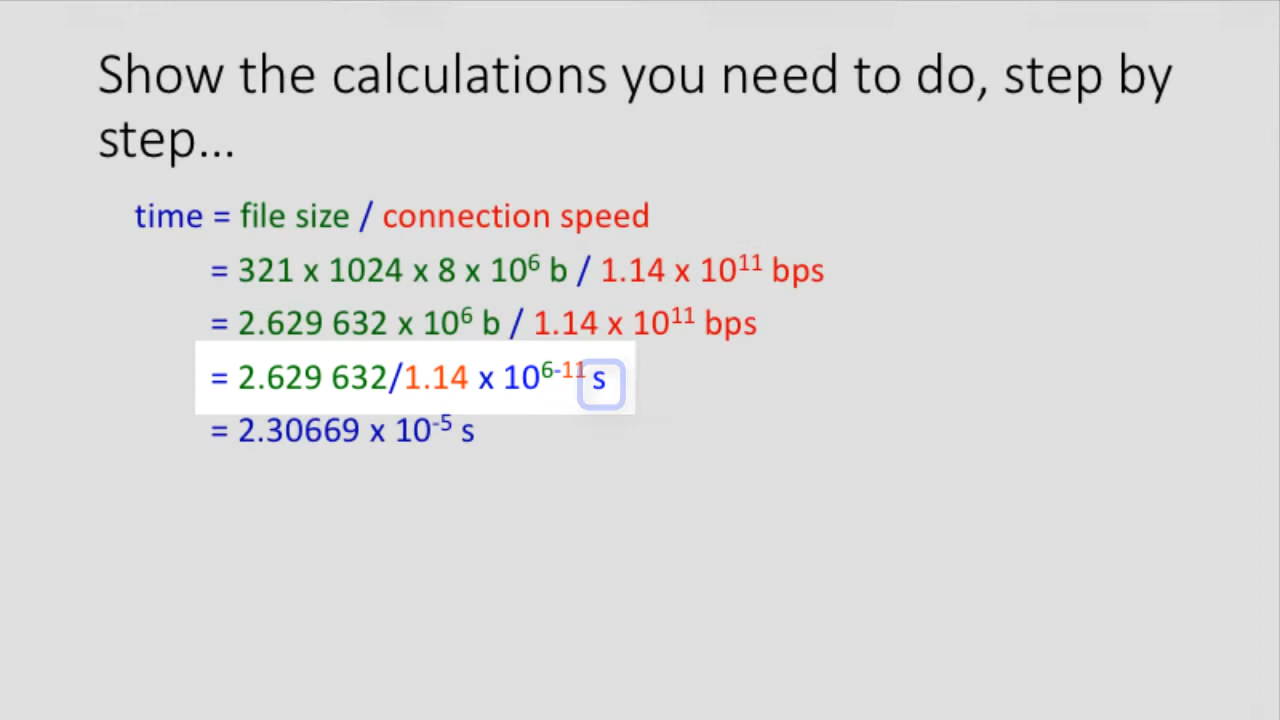 Show the calculations you need to do, step by
step...
time = file size / connection speed
= 321 x 1024 x 8 x 10⁶ b / 1.14 x 10¹¹ bps
= 2.629 632 x 10⁶ b / 1.14 x 10¹¹ bps
= 2.629 632/1.14 x 10⁶⁻¹¹ s
= 2.30669 x 10⁻⁵ s